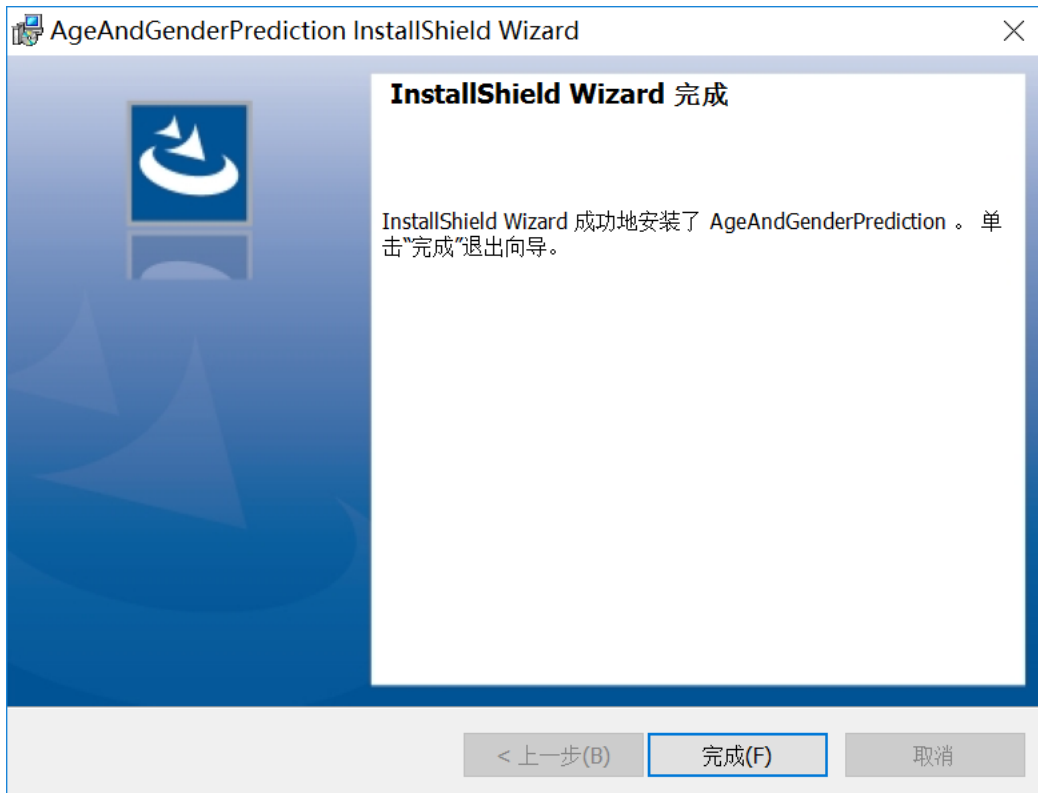 AgeAndGenderPrediction InstallShield Wizard
InstallShield Wizard 完成
InstallShield Wizard 成功地安装了 AgeAndGenderPrediction 。 单
击“完成”退出向导。
< 上一步(B) 完成(F) 取消